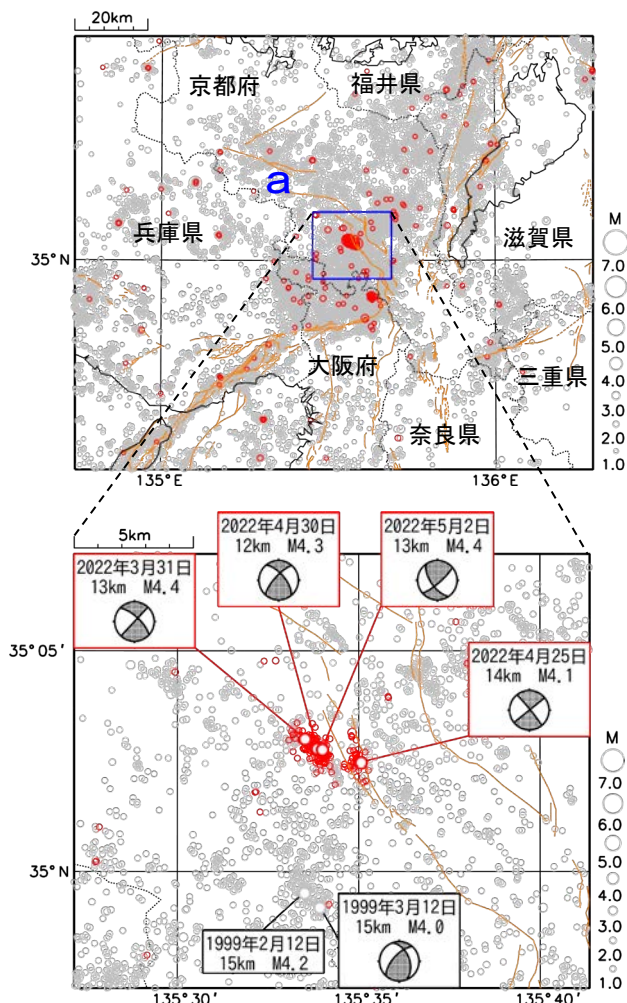 20km
京都府
福井県
a
兵庫県
滋賀県
35°N
大阪府
三重県
奈良県
135°E
136°E
M
7.0
6.0
5.0
4.0
3.0
2.0
1.0
5km
2022年4月30日
12km M4.3
2022年5月2日
13km M4.4
2022年3月31日
13km M4.4
2022年4月25日
14km M4.1
35°05′
35°N
1999年2月12日
15km M4.2
1999年3月12日
15km M4.0
135°30′
135°35′
135°40′
M
7.0
6.0
5.0
4.0
3.0
2.0
1.0